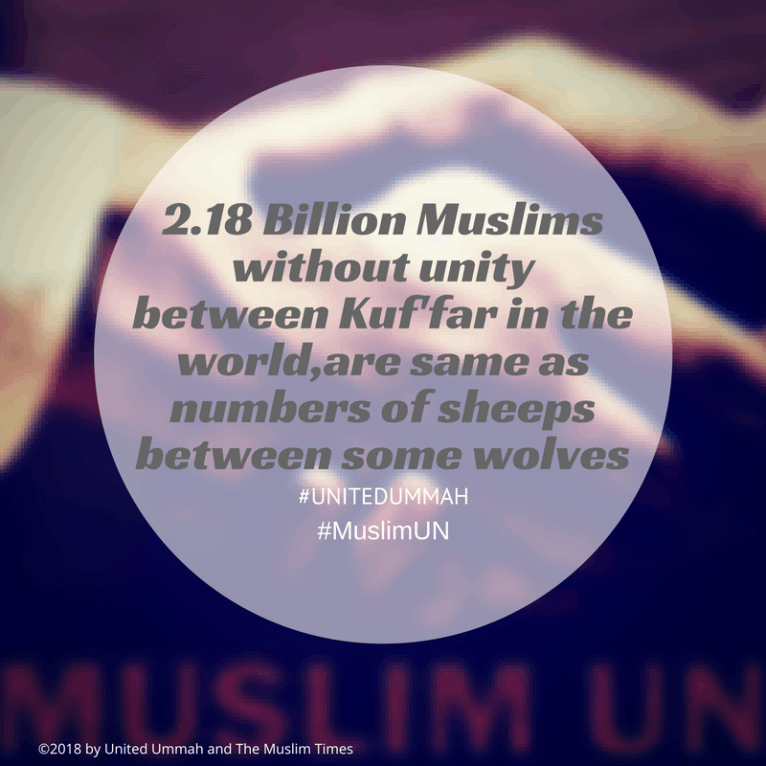 2.18 Billion Muslims
without unity
between Kuf'far in the
world,are same as
numbers of sheeps
between some wolves
#UNITEDUMMAH
#MuslimUN
MUSLIM UN
©2018 by United Ummah and The Muslim Times